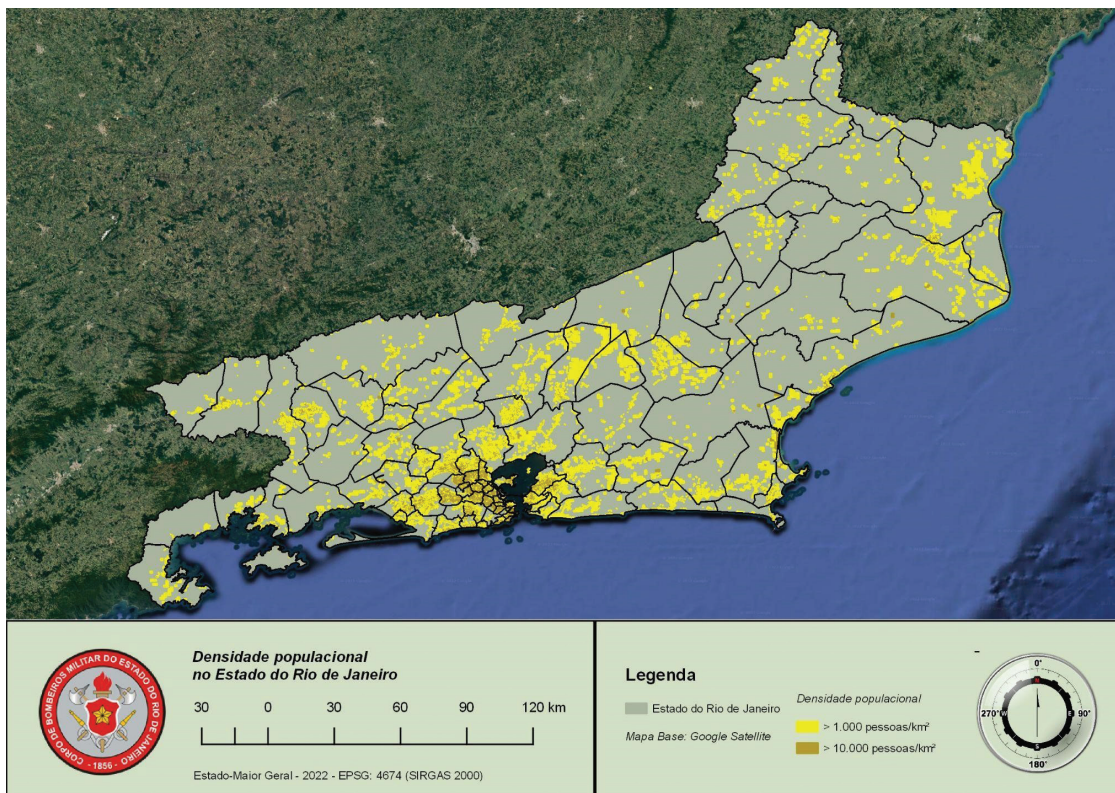 CORPO DE BOMBEIROS MILITAR DO ESTADO DO RIO DE JANEIRO
- 1856 -
Densidade populacional
no Estado do Rio de Janeiro
30 0 30 60 90 120 km
Estado-Maior Geral - 2022 - EPSG: 4674 (SIRGAS 2000)
Legenda
Estado do Rio de Janeiro
Mapa Base: Google Satellite
Densidade populacional
> 1.000 pessoas/km²
> 10.000 pessoas/km²
0°
N
270° W E 90°
S
180°